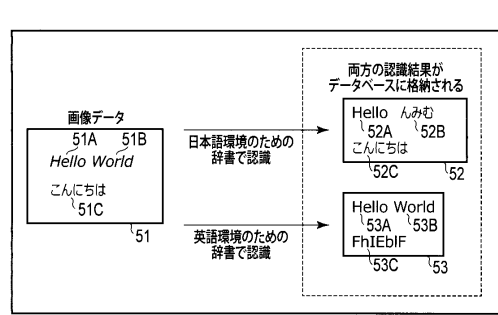 画像データ
51A 51B
Hello World
こんにちは
51C
51
日本語環境のための
辞書で認識
英語環境のための
辞書で認識
両方の認識結果が
データベースに格納される
Hello んみむ
52A 52B
こんにちは
52C
52
Hello World
53A 53B
FhIEblF
53C
53